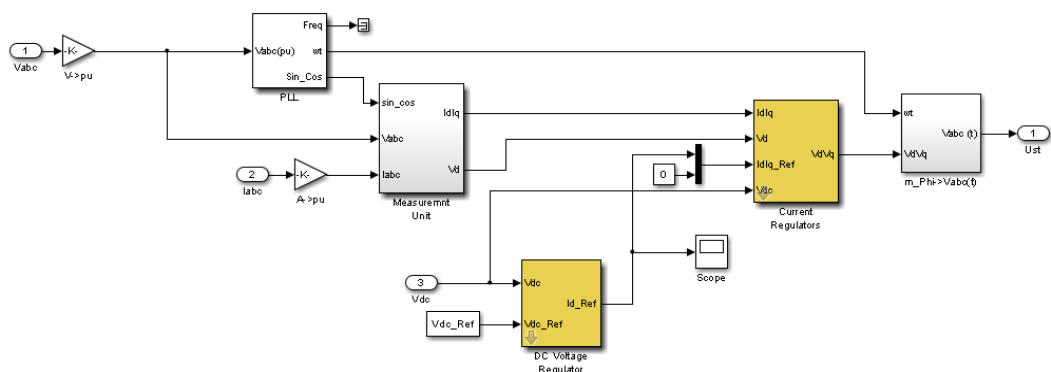 Freq
1
-K-
Vabc(pu)
wt
Vabc
V->pu
Sin_Cos
PLL
sin_cos
IdIq
IdIq
wt
Vabc
Vd
Vabc (t)
1
VdVq
VdVq
Ust
2
-K-
Iabc
Vd
0
IdIq_Ref
m_Phi->Vabc(t)
Iabc
A->pu
Vdc
Measuremnt
Unit
Current
Regulators
Scope
3
Vdc
Vdc
Id_Ref
Vdc_Ref
Vdc_Ref
DC Voltage
Regulator